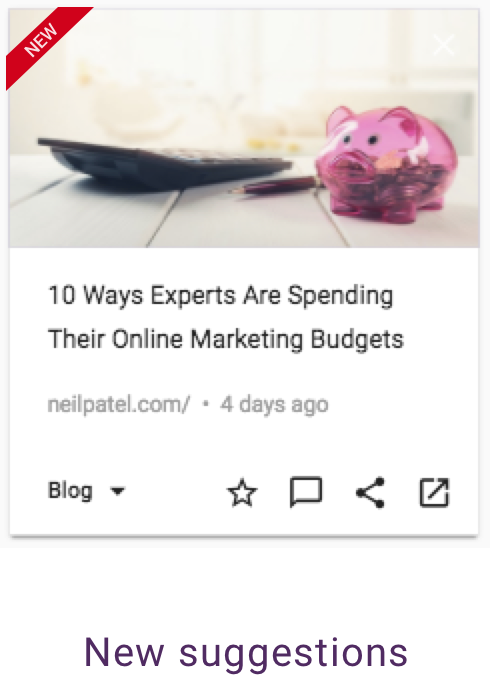 NEW
10 Ways Experts Are Spending
Their Online Marketing Budgets
neilpatel.com/ • 4 days ago
Blog
New suggestions